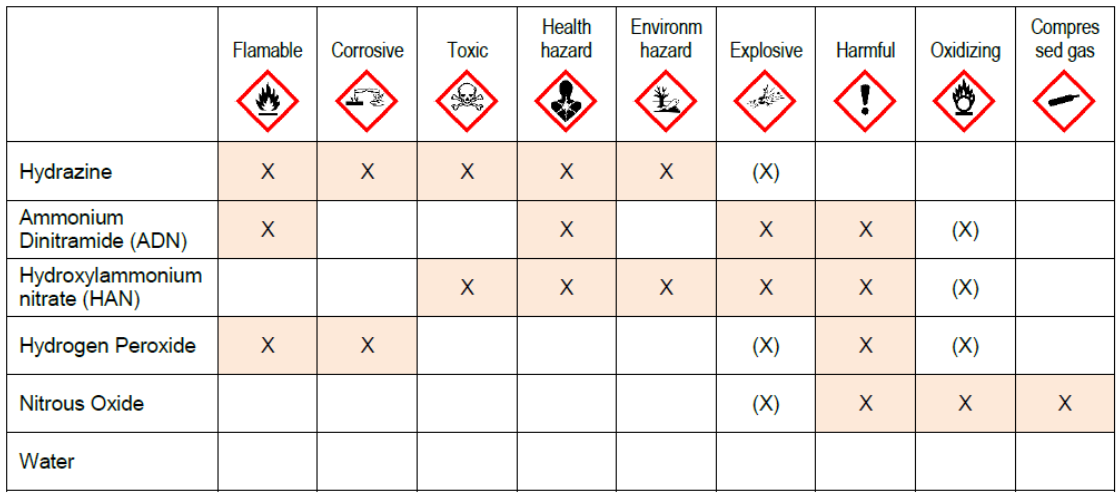 Flamable Corrosive Toxic Health hazard Environm hazard Explosive Harmful Oxidizing Compres sed gas
Hydrazine X X X X X (X)
Ammonium Dinitramide (ADN) X X X X (X)
Hydroxylammonium nitrate (HAN) X X X X X (X)
Hydrogen Peroxide X X (X) X (X)
Nitrous Oxide (X) X X X
Water